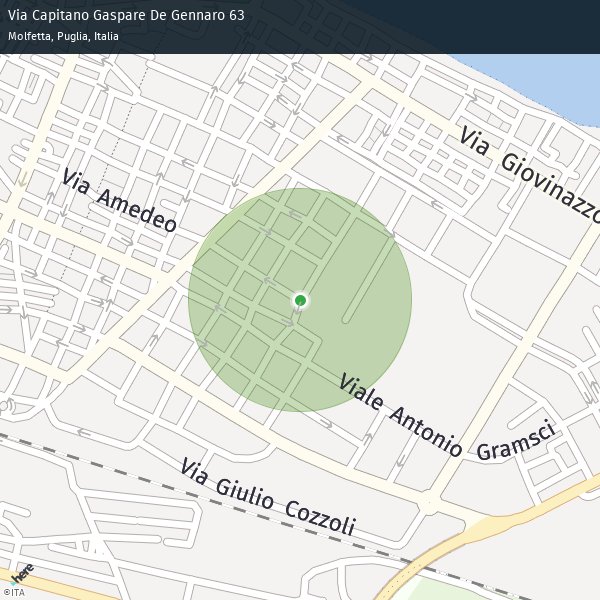 Via Capitano Gaspare De Gennaro 63
Molfetta, Puglia, Italia
Via Giovinazzo
Via Amedeo
Viale Antonio Gramsci
Via Giulio Cozzoli
here
©ITA